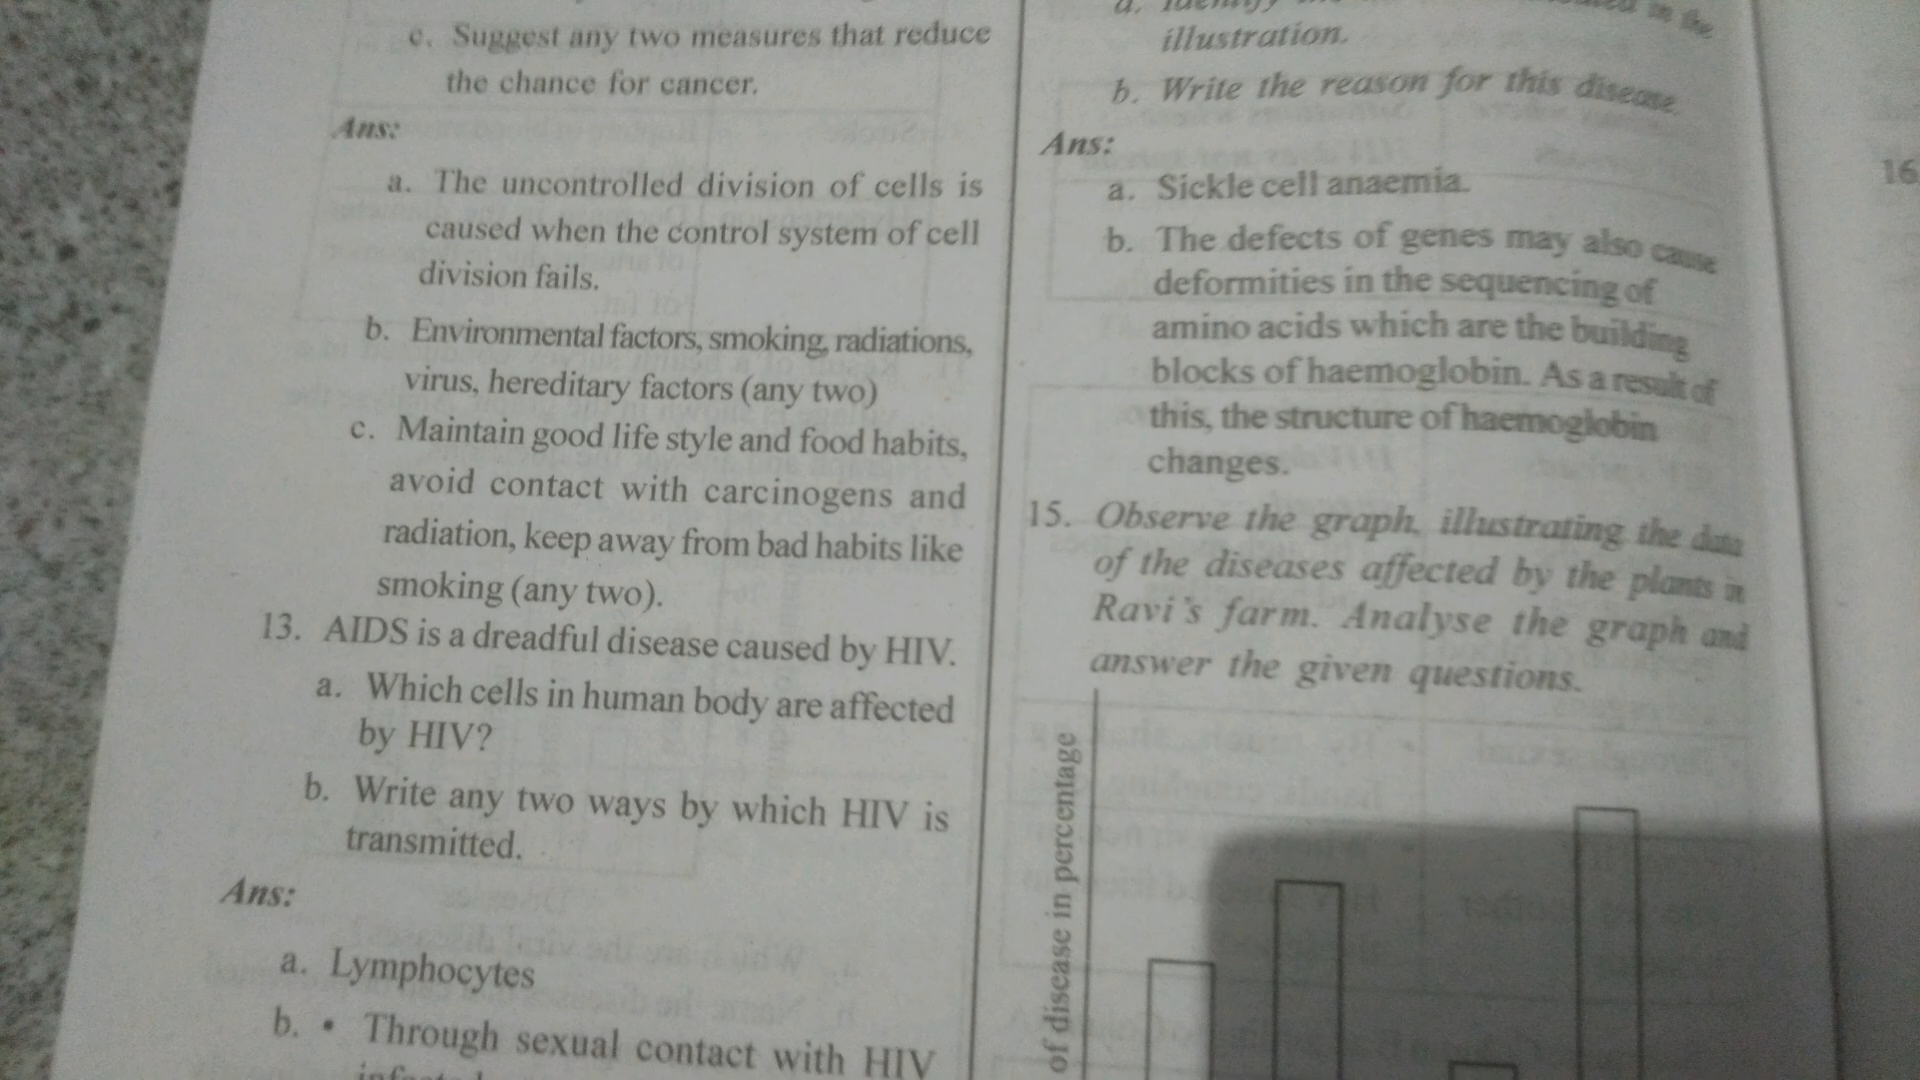 c. Suggest any two measures that reduce
the chance for cancer.
Ans:
a. The uncontrolled division of cells is
caused when the control system of cell
division fails.
b. Environmental factors, smoking, radiations,
virus, hereditary factors (any two)
c. Maintain good life style and food habits,
avoid contact with carcinogens and
radiation, keep away from bad habits like
smoking (any two).
13. AIDS is a dreadful disease caused by HIV.
a. Which cells in human body are affected
by HIV?
b. Write any two ways by which HIV is
transmitted.
Ans:
a. Lymphocytes
b. • Through sexual contact with HIV
in the
illustration.
b. Write the reason for this disease.
Ans:
a. Sickle cell anaemia.
b. The defects of genes may also cause
deformities in the sequencing of
amino acids which are the building
blocks of haemoglobin. As a result of
this, the structure of haemoglobin
changes.
15. Observe the graph, illustrating the data
of the diseases affected by the plants in
Ravi's farm. Analyse the graph and
answer the given questions.
of disease in percentage
16